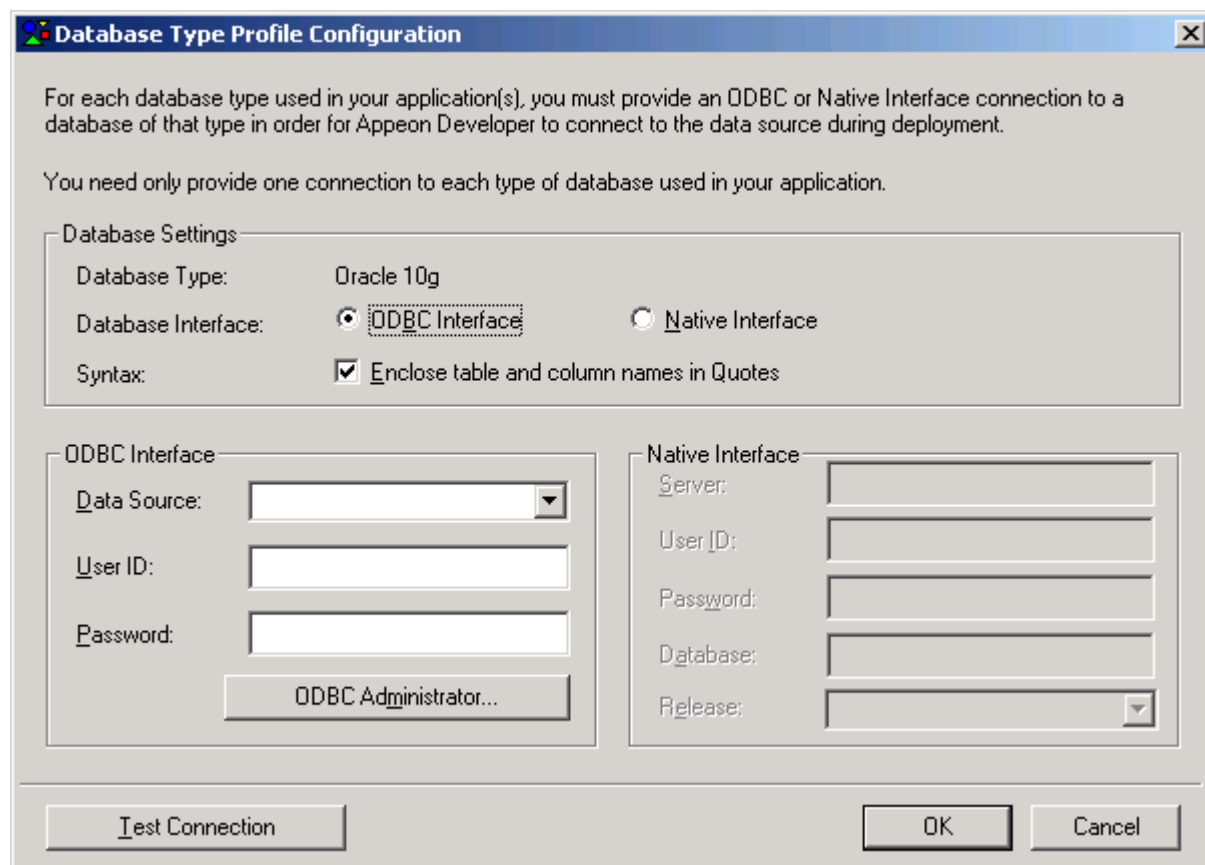 Database Type Profile Configuration
For each database type used in your application(s), you must provide an ODBC or Native Interface connection to a
database of that type in order for Appeon Developer to connect to the data source during deployment.
You need only provide one connection to each type of database used in your application.
Database Settings
Database Type: Oracle 10g
Database Interface: ODBC Interface Native Interface
Syntax: Enclose table and column names in Quotes
ODBC Interface
Data Source:
User ID:
Password:
ODBC Administrator...
Native Interface
Server:
User ID:
Password:
Database:
Release:
Test Connection OK Cancel